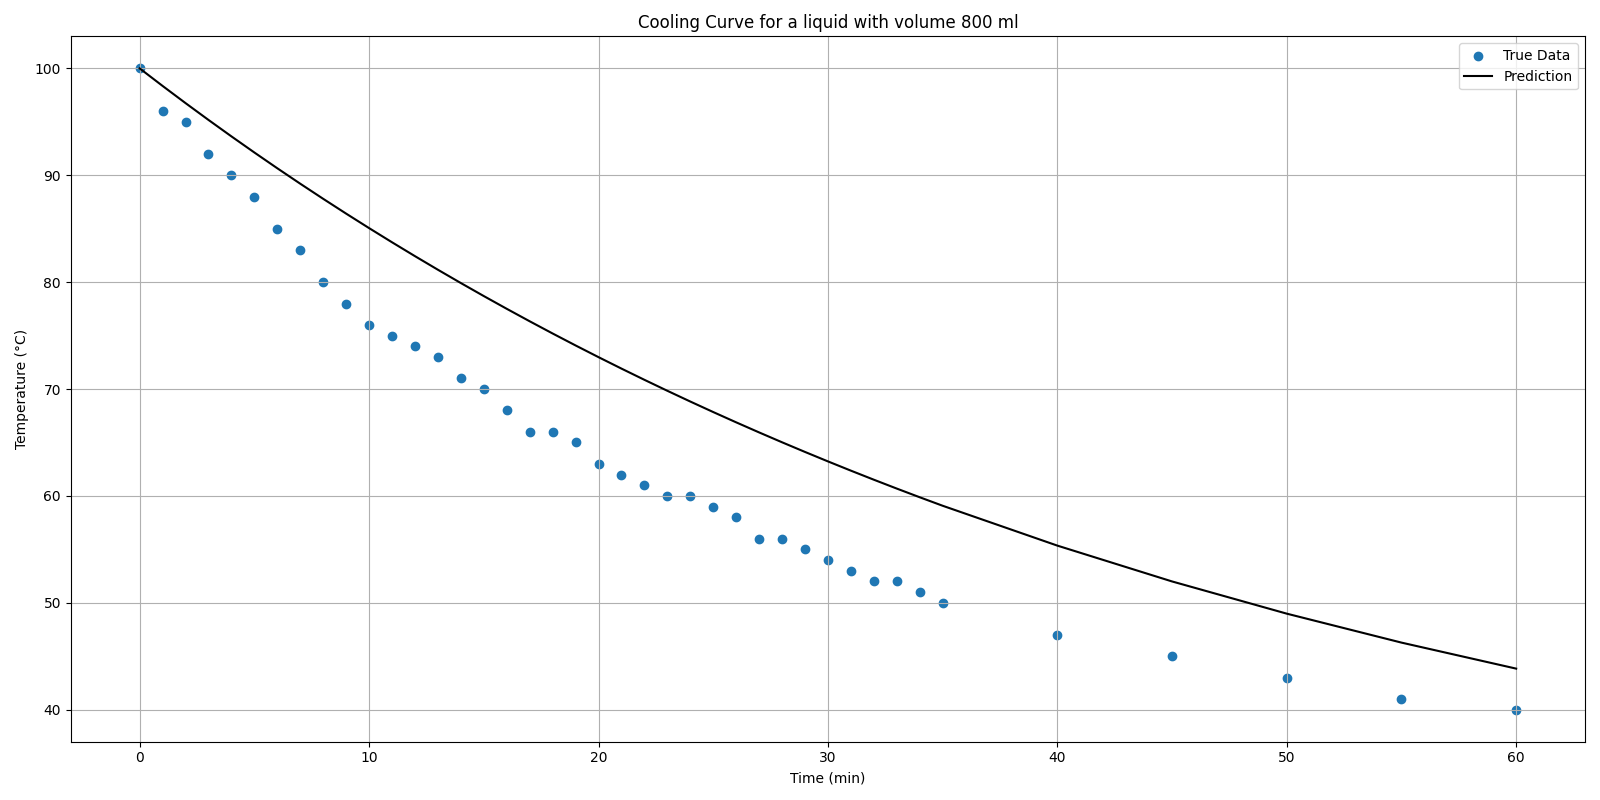 Cooling Curve for a liquid with volume 800 ml
True Data
Prediction
Temperature (°C)
100
90
80
70
60
50
40
0 10 20 30 40 50 60
Time (min)